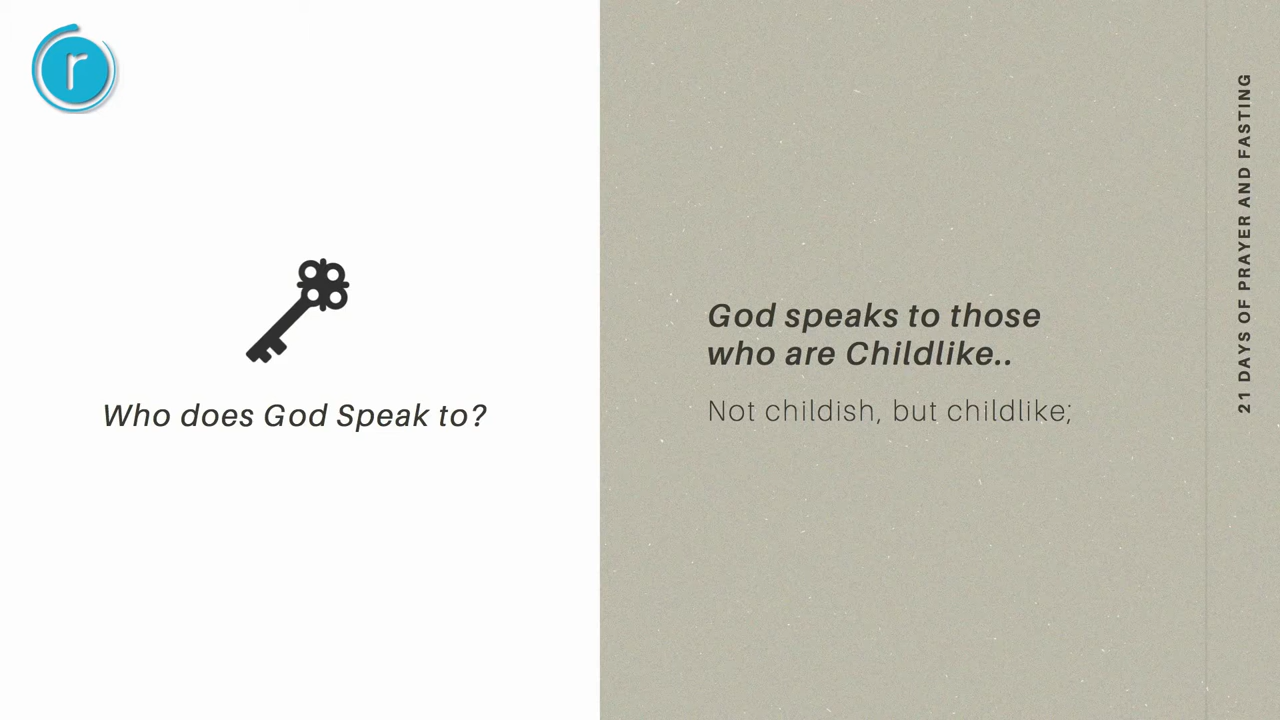 r
Who does God Speak to?
God speaks to those
who are Childlike..
Not childish, but childlike;
21 DAYS OF PRAYER AND FASTING